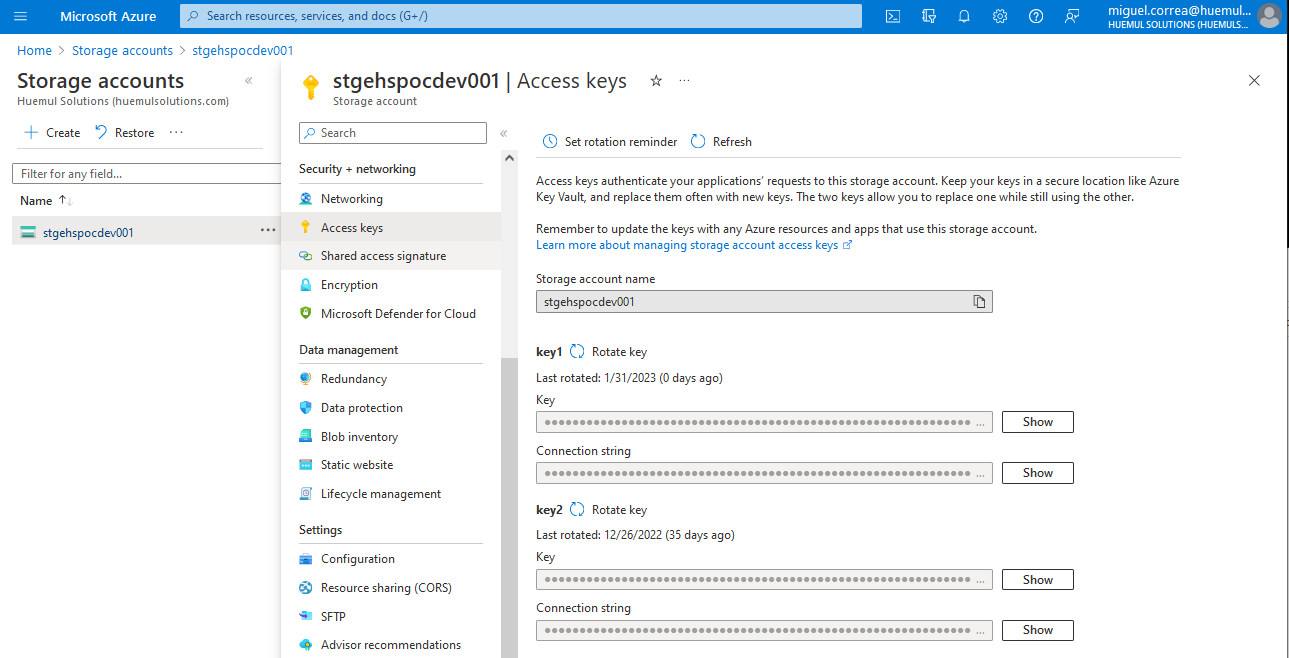 Microsoft Azure
Search resources, services, and docs (G+/)
miguel.correa@huemul...
HUEMUL SOLUTIONS (HUEMULS...
Home > Storage accounts > stgehspocdev001
Storage accounts
Huemul Solutions (huemulsolutions.com)
Create
Restore
...
Filter for any field...
Name
stgehspocdev001
...
stgehspocdev001 | Access keys
...
Storage account
Search
Security + networking
Networking
Access keys
Shared access signature
Encryption
Microsoft Defender for Cloud
Data management
Redundancy
Data protection
Blob inventory
Static website
Lifecycle management
Settings
Configuration
Resource sharing (CORS)
SFTP
Advisor recommendations
Set rotation reminder
Refresh
Access keys authenticate your applications' requests to this storage account. Keep your keys in a secure location like Azure
Key Vault, and replace them often with new keys. The two keys allow you to replace one while still using the other.
Remember to update the keys with any Azure resources and apps that use this storage account.
Learn more about managing storage account access keys
Storage account name
stgehspocdev001
key1
Rotate key
Last rotated: 1/31/2023 (0 days ago)
Key
...
Show
Connection string
...
Show
key2
Rotate key
Last rotated: 12/26/2022 (35 days ago)
Key
...
Show
Connection string
...
Show